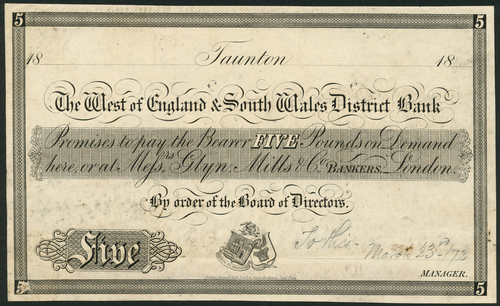 5 5
18 Taunton 18
The West of England & South Wales District Bank
Promises to pay the Bearer FIVE Pounds on Demand
here, or at Messrs Glyn, Mills & Co. BANKERS, London.
By order of the Board of Directors.
Five
March 23rd
MANAGER.
5 5